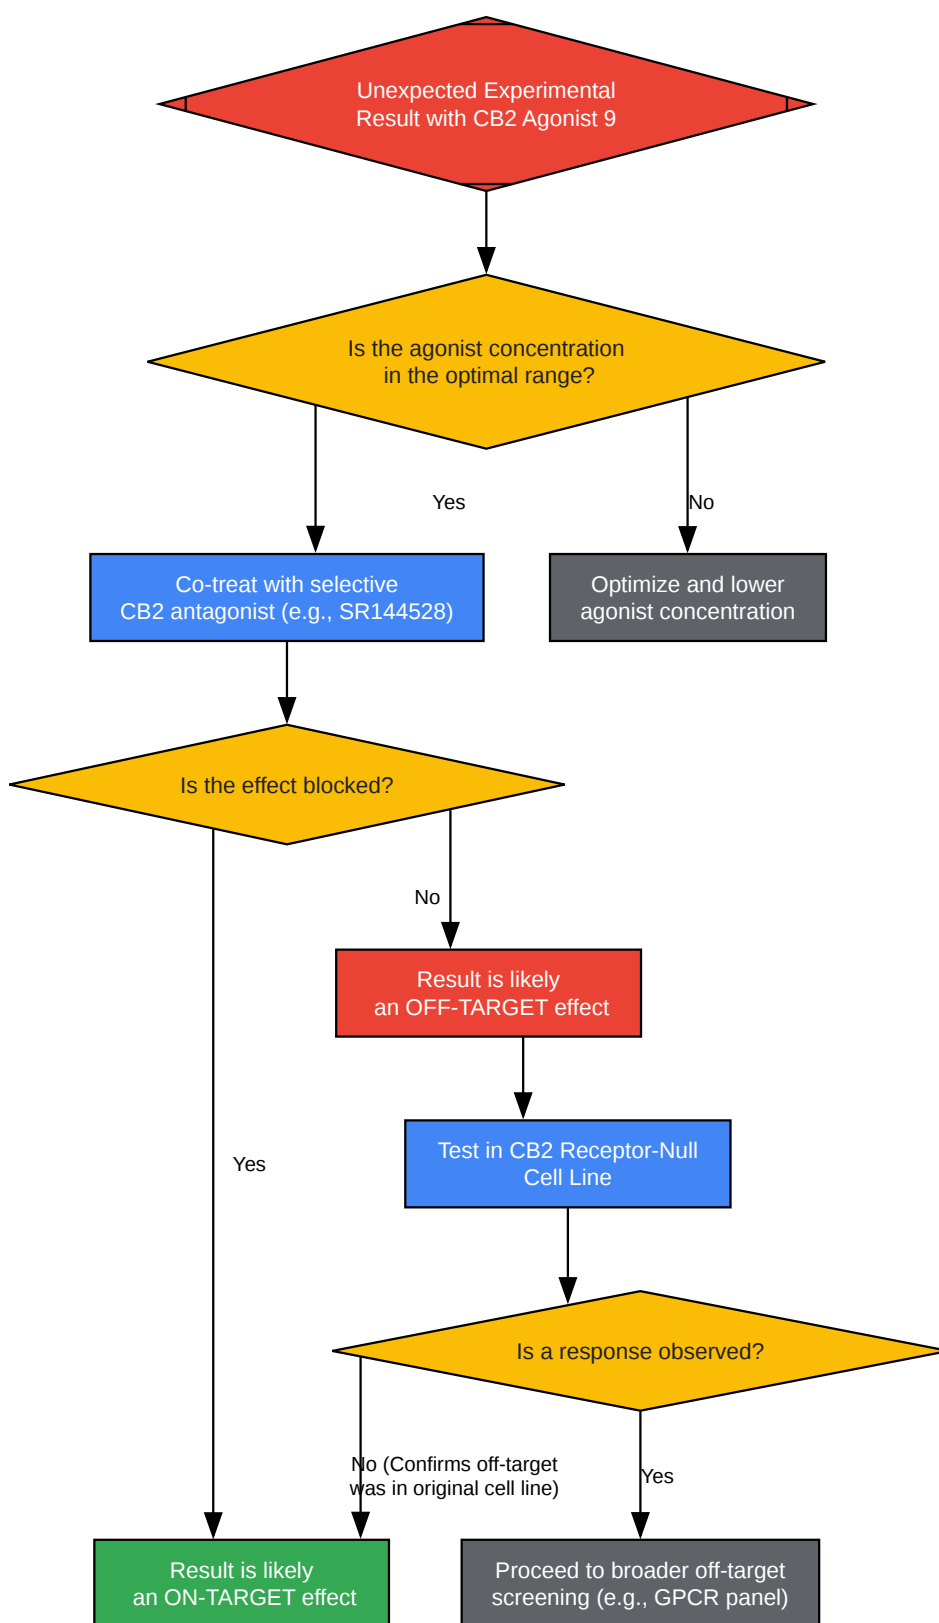 Unexpected Experimental
Result with CB2 Agonist 9
Is the agonist concentration
in the optimal range?
Yes
No
Co-treat with selective
CB2 antagonist (e.g., SR144528)
Optimize and lower
agonist concentration
Is the effect blocked?
No
Result is likely
an OFF-TARGET effect
Yes
Test in CB2 Receptor-Null
Cell Line
Is a response observed?
No (Confirms off-target
was in original cell line)
Yes
Result is likely
an ON-TARGET effect
Proceed to broader off-target
screening (e.g., GPCR panel)